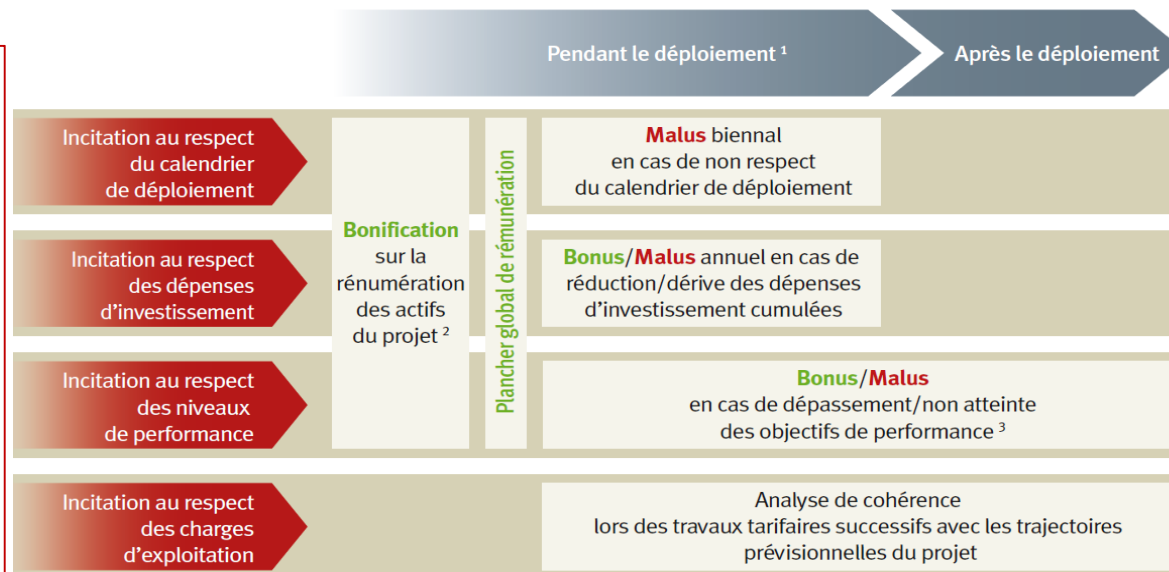 Pendant le déploiement ¹
Après le déploiement
Incitation au respect
du calendrier
de déploiement
Incitation au respect
des dépenses
d’investissement
Incitation au respect
des niveaux
de performance
Incitation au respect
des charges
d’exploitation
Bonification
sur la
rénumération
des actifs
du projet ²
Plancher global de rémunération
Malus biennal
en cas de non respect
du calendrier de déploiement
Bonus/Malus annuel en cas de
réduction/dérive des dépenses
d’investissement cumulées
Bonus/Malus
en cas de dépassement/non atteinte
des objectifs de performance ³
Analyse de cohérence
lors des travaux tarifaires successifs avec les trajectoires
prévisionnelles du projet